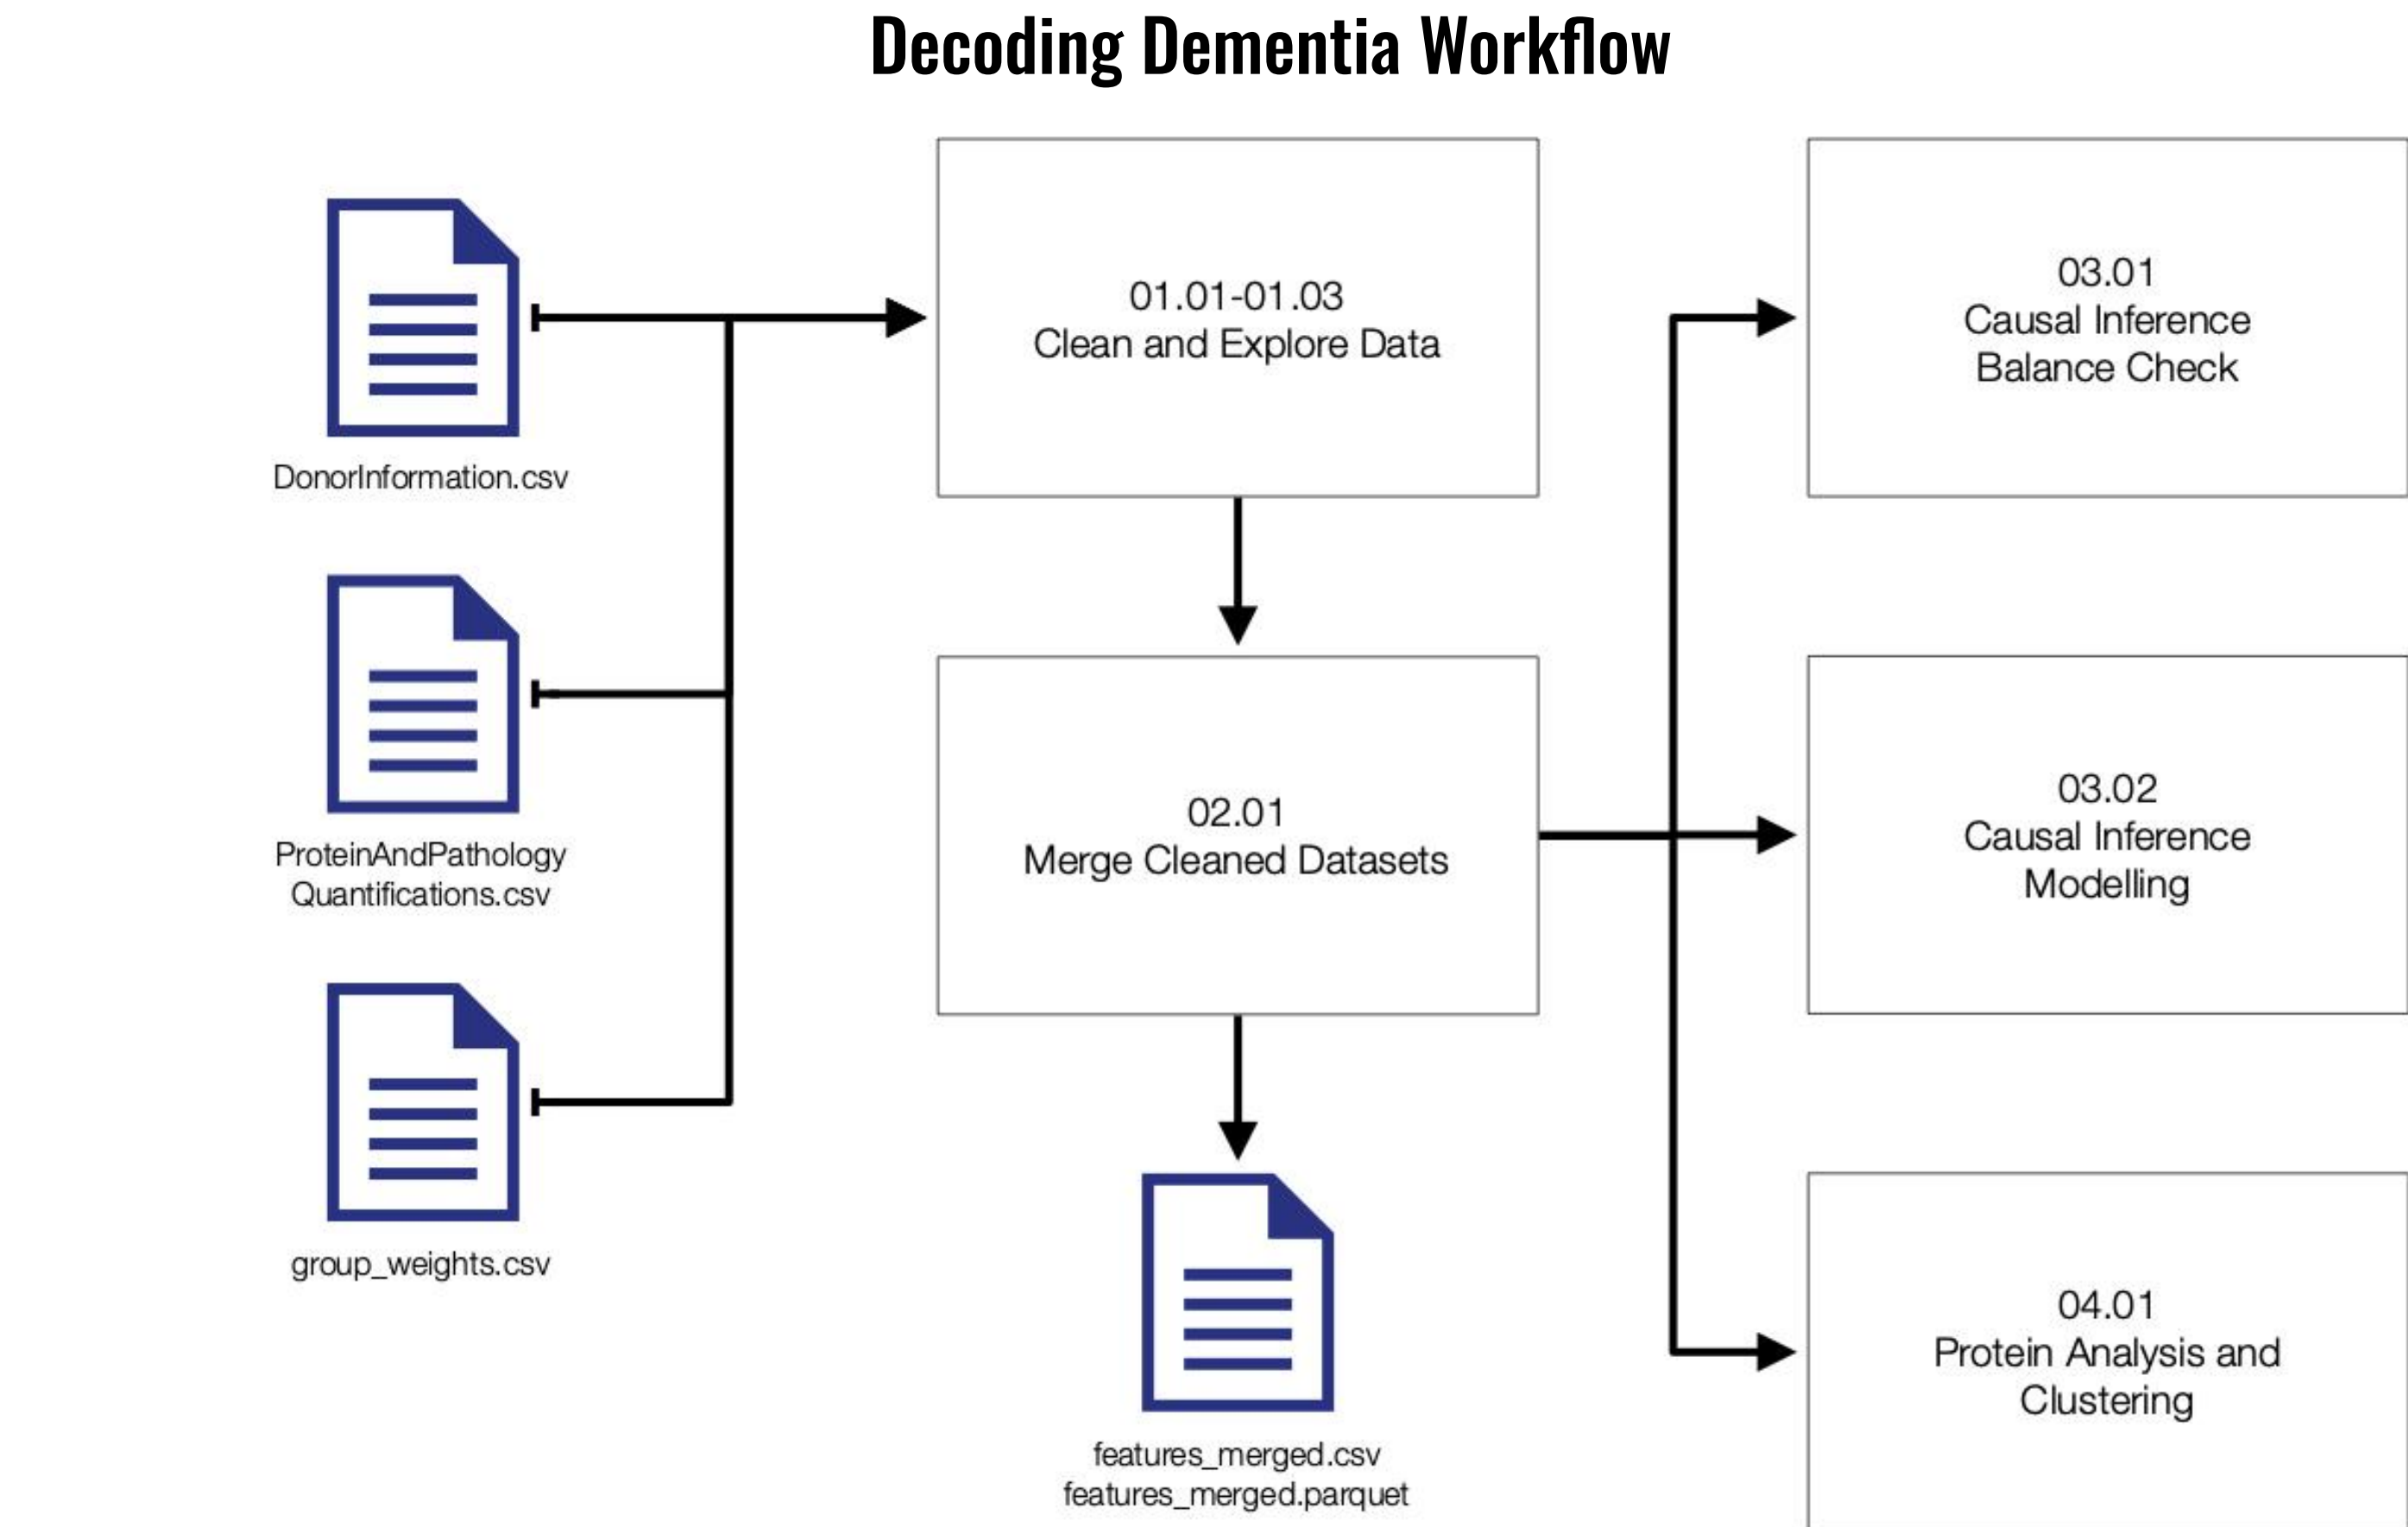 Decoding Dementia Workflow
DonorInformation.csv
ProteinAndPathology
Quantifications.csv
group_weights.csv
01.01-01.03
Clean and Explore Data
02.01
Merge Cleaned Datasets
features_merged.csv
features_merged.parquet
03.01
Causal Inference
Balance Check
03.02
Causal Inference
Modelling
04.01
Protein Analysis and
Clustering